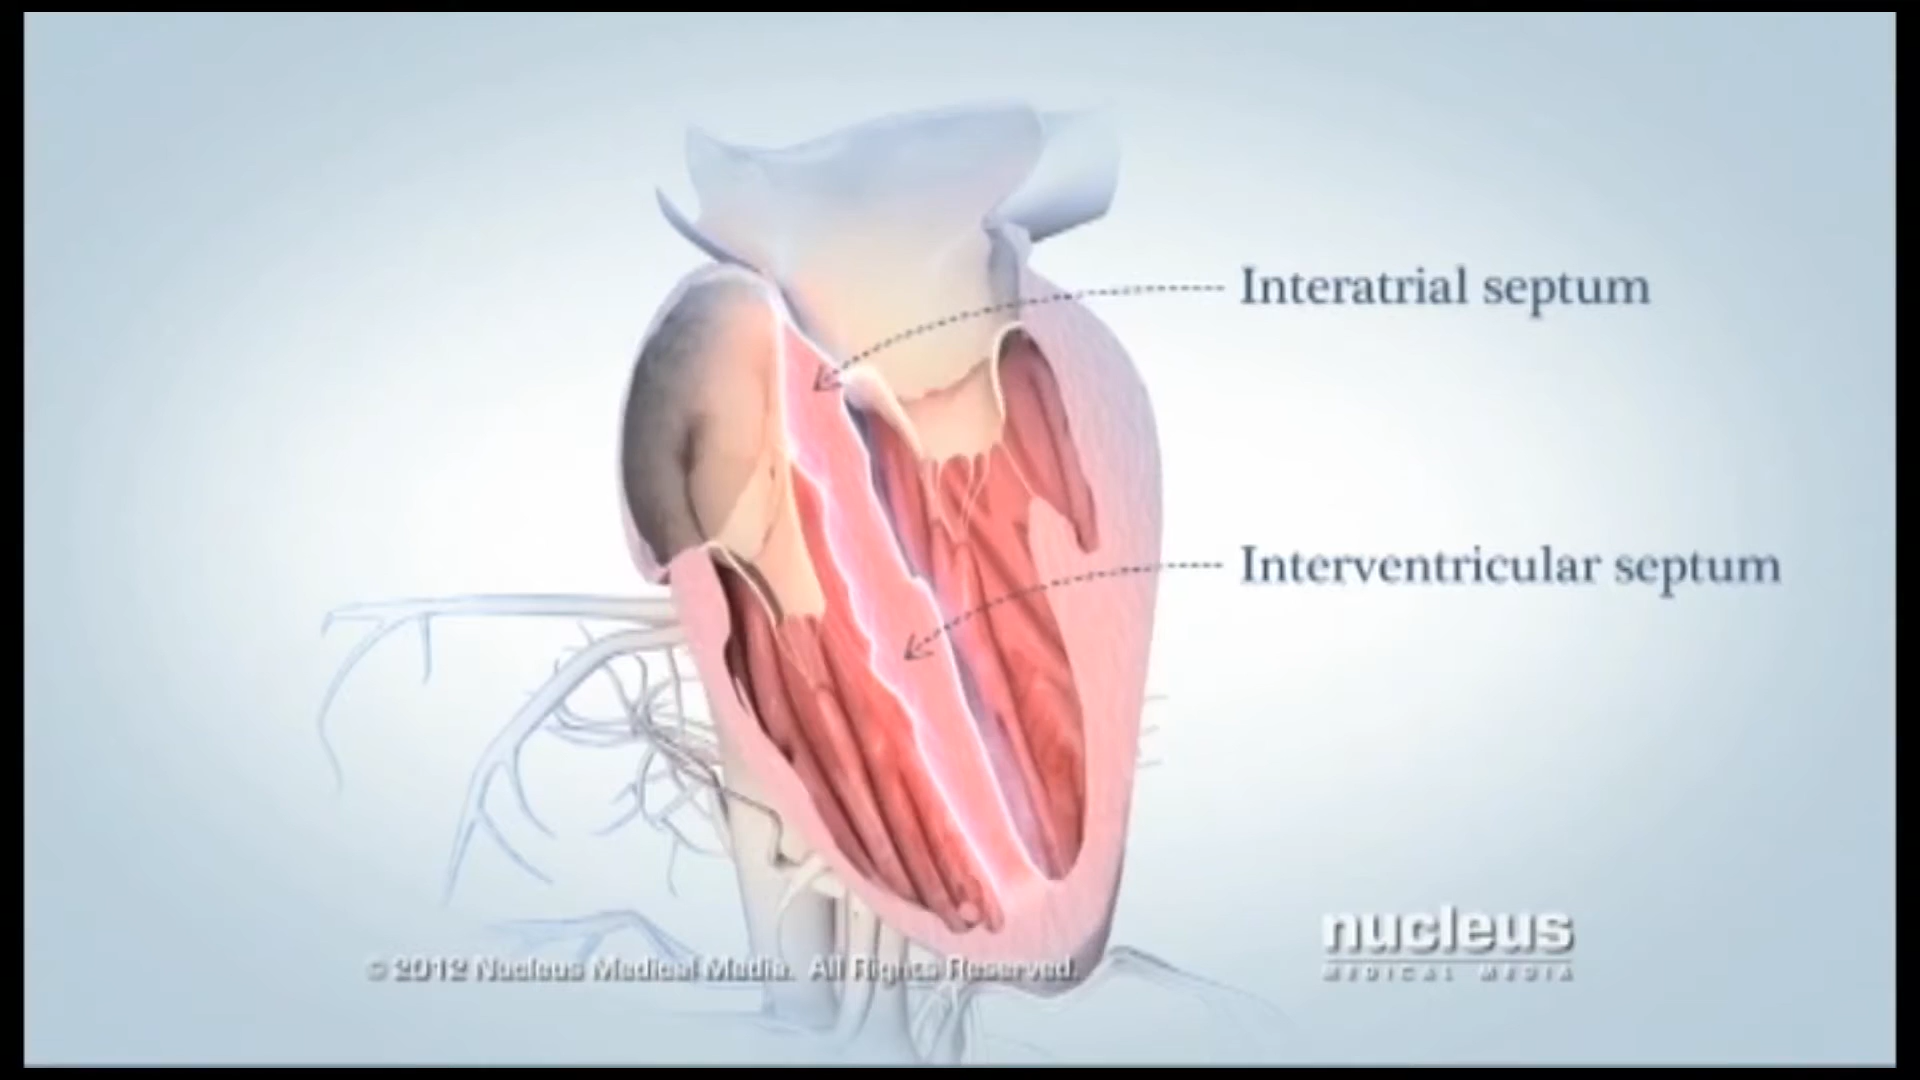 Interatrial septum
Interventricular septum
nucleus
MEDICAL MEDIA
© 2012 Nucleus Medical Media. All Rights Reserved.